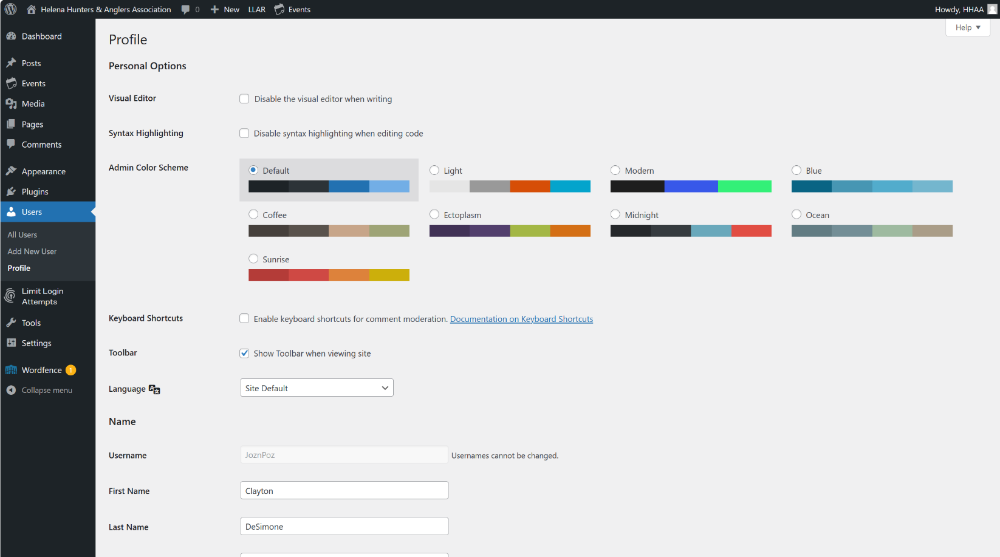 Helena Hunters & Anglers Association 0 New LLAR Events Howdy, HHAA
Help
Dashboard
Posts
Events
Media
Pages
Comments
Appearance
Plugins
Users
All Users
Add New User
Profile
Limit Login
Attempts
Tools
Settings
Wordfence 1
Collapse menu
Profile
Personal Options
Visual Editor Disable the visual editor when writing
Syntax Highlighting Disable syntax highlighting when editing code
Admin Color Scheme Default Light Modern Blue
Coffee Ectoplasm Midnight Ocean
Sunrise
Keyboard Shortcuts Enable keyboard shortcuts for comment moderation. Documentation on Keyboard Shortcuts
Toolbar Show Toolbar when viewing site
Language Site Default
Name
Username JoznPoz Usernames cannot be changed.
First Name Clayton
Last Name DeSimone